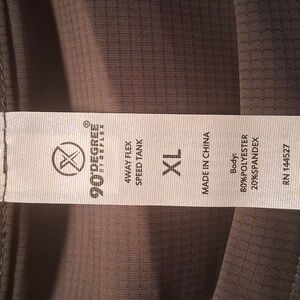 90°DEGREE®
BY REFLEX
4WAY FLEX
SPEED TANK
XL
MADE IN CHINA
Body:
80%POLYESTER
20%SPANDEX
RN 144527